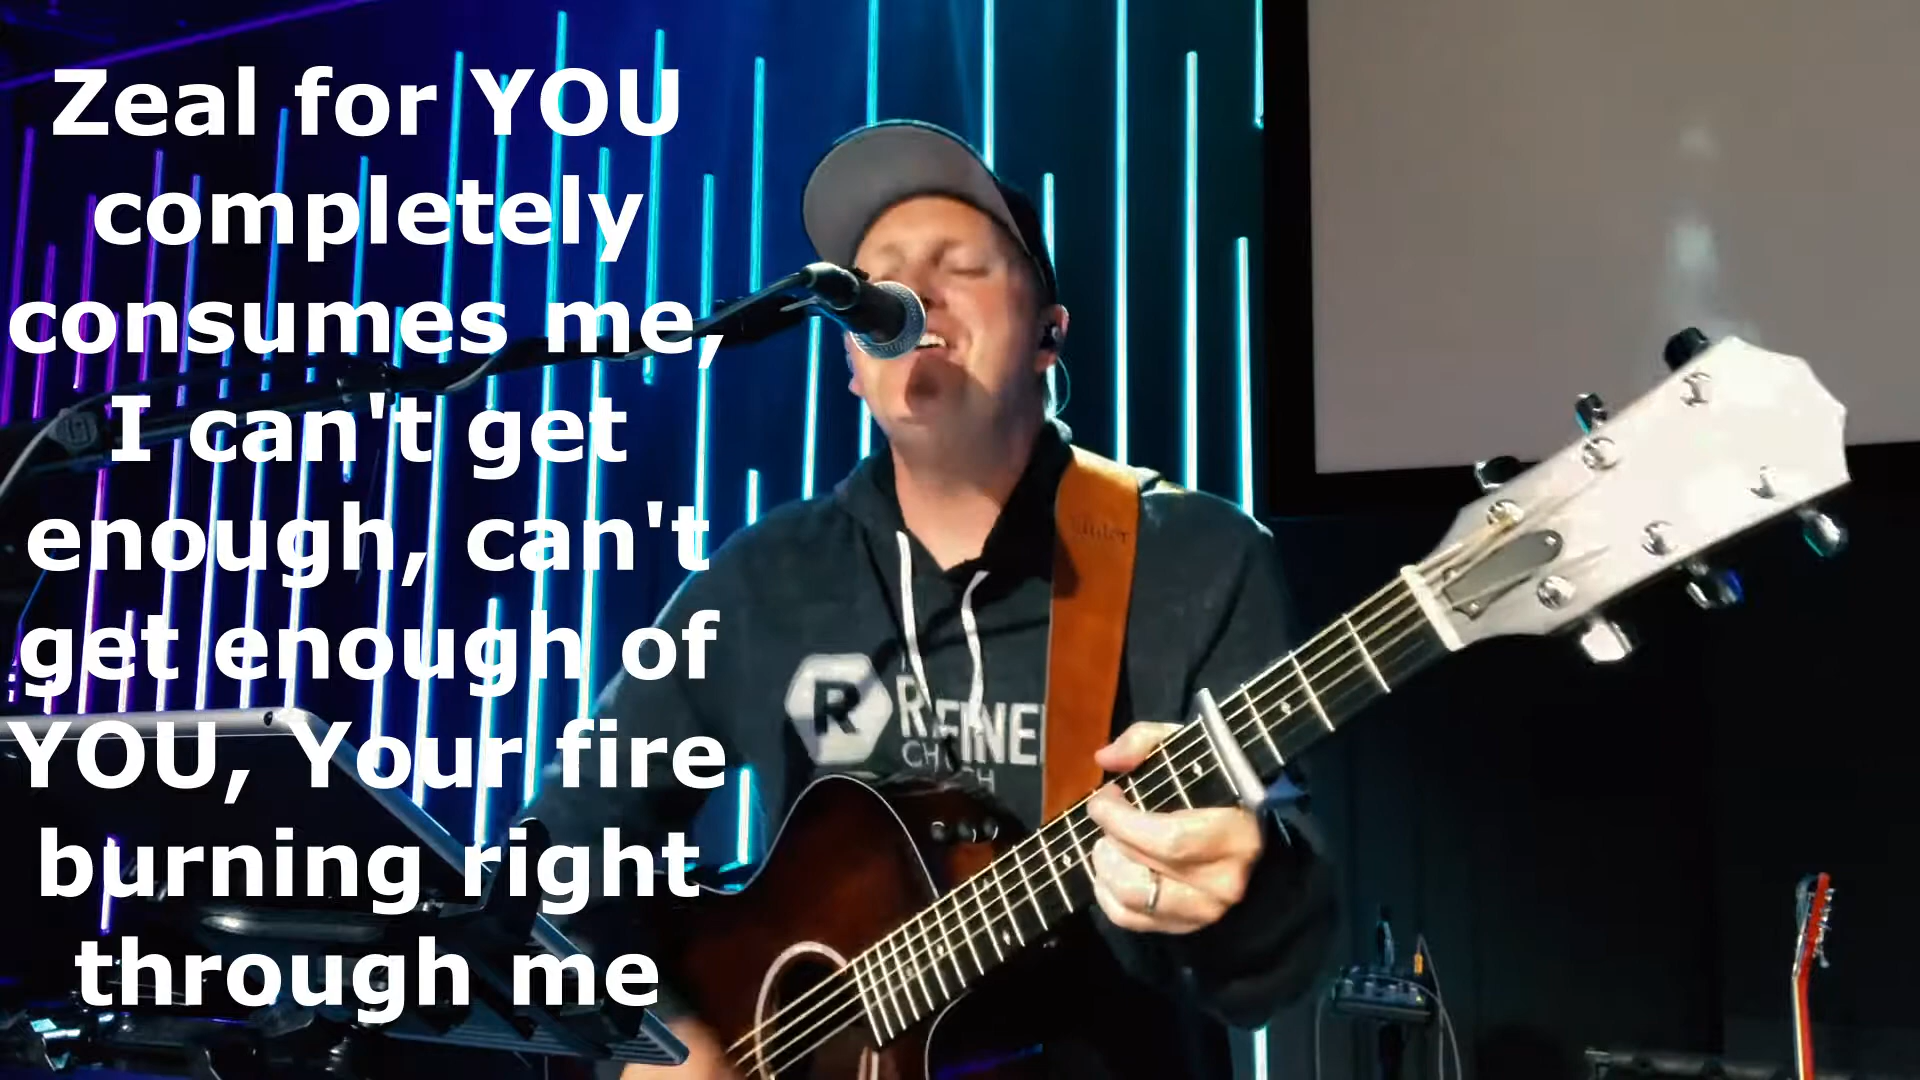 Zeal for YOU
completely
consumes me,
I can't get
enough, can't
get enough of
YOU, Your fire
burning right
through me
R
CH